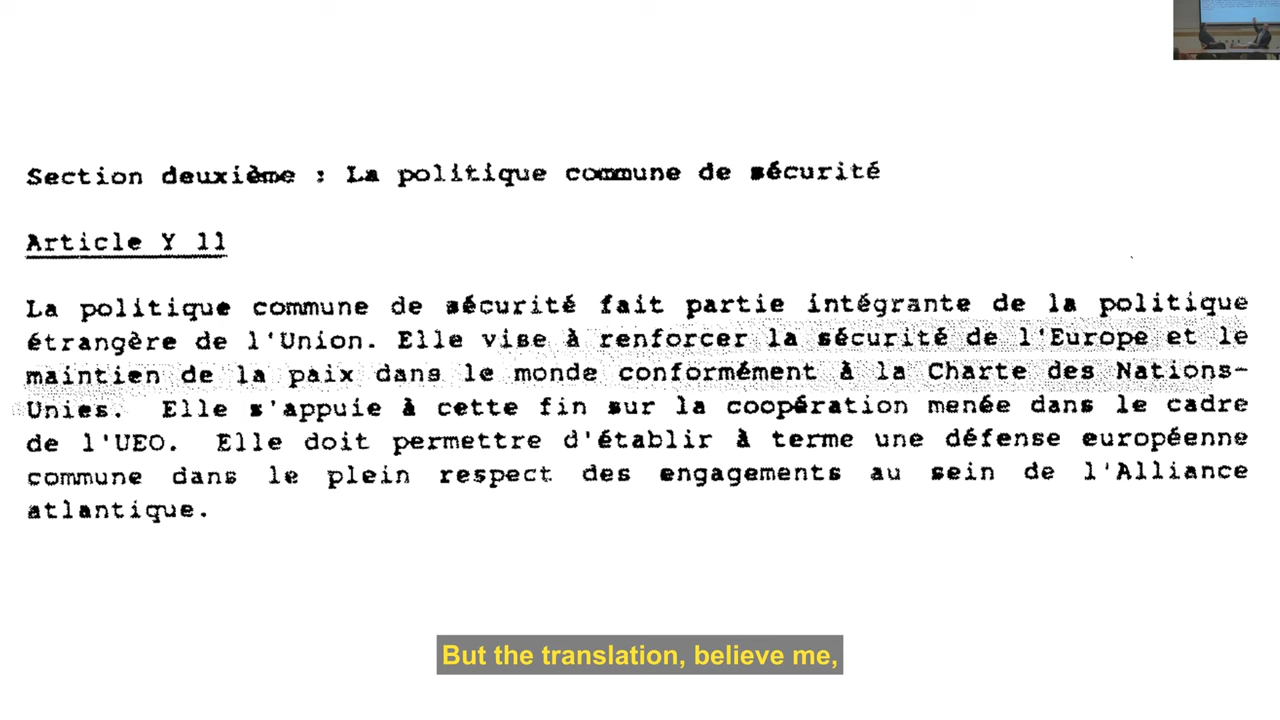 Section deuxième : La politique commune de sécurité
Article Y 11
La politique commune de sécurité fait partie intégrante de la politique
étrangère de l'Union. Elle vise à renforcer la sécurité de l'Europe et le
maintien de la paix dans le monde conformément à la Charte des Nations-
Unies. Elle s'appuie à cette fin sur la coopération menée dans le cadre
de l'UEO. Elle doit permettre d'établir à terme une défense européenne
commune dans le plein respect des engagements au sein de l'Alliance
atlantique.
But the translation, believe me,